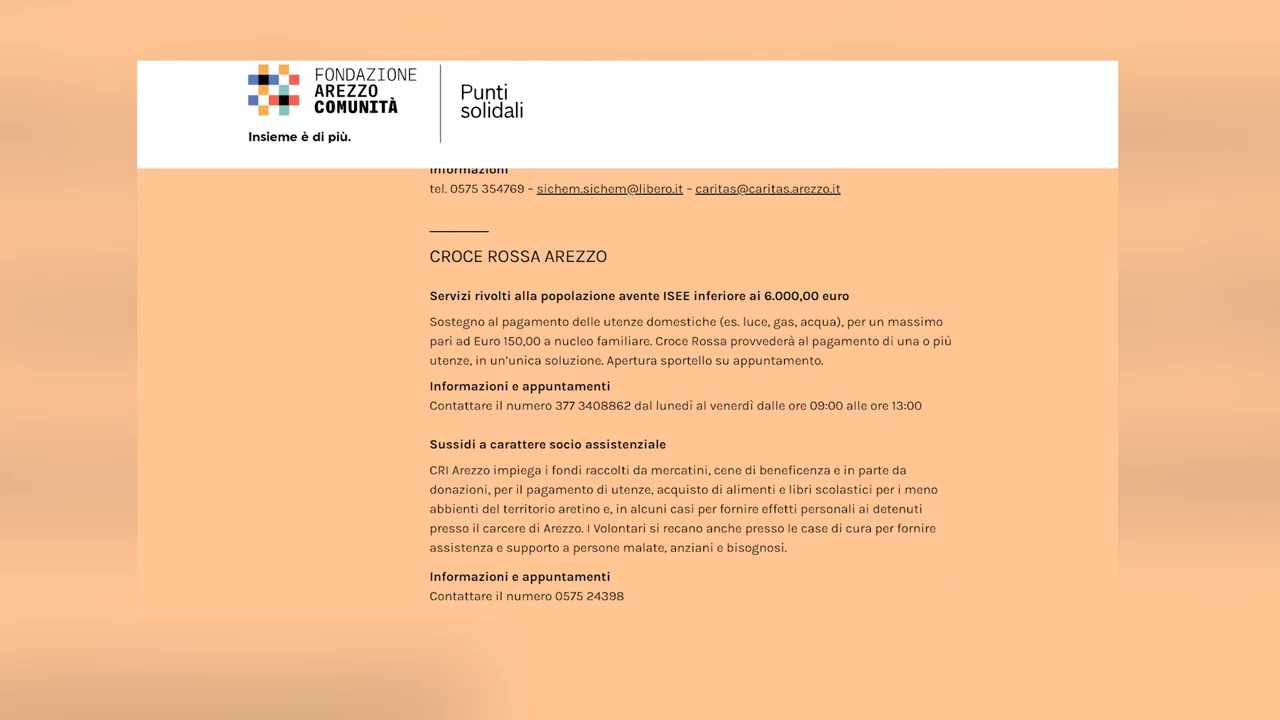 FONDAZIONE
AREZZO
COMUNITÀ
Insieme è di più.
Punti
solidali
Informazioni
tel. 0575 354769 – sichem.sichem@libero.it – caritas@caritas.arezzo.it
CROCE ROSSA AREZZO
Servizi rivolti alla popolazione avente ISEE inferiore ai 6.000,00 euro
Sostegno al pagamento delle utenze domestiche (es. luce, gas, acqua), per un massimo
pari ad Euro 150,00 a nucleo familiare. Croce Rossa provvederà al pagamento di una o più
utenze, in un'unica soluzione. Apertura sportello su appuntamento.
Informazioni e appuntamenti
Contattare il numero 377 3408862 dal lunedì al venerdì dalle ore 09:00 alle ore 13:00
Sussidi a carattere socio assistenziale
CRI Arezzo impiega i fondi raccolti da mercatini, cene di beneficenza e in parte da
donazioni, per il pagamento di utenze, acquisto di alimenti e libri scolastici per i meno
abbienti del territorio aretino e, in alcuni casi per fornire effetti personali ai detenuti
presso il carcere di Arezzo. I Volontari si recano anche presso le case di cura per fornire
assistenza e supporto a persone malate, anziani e bisognosi.
Informazioni e appuntamenti
Contattare il numero 0575 24398